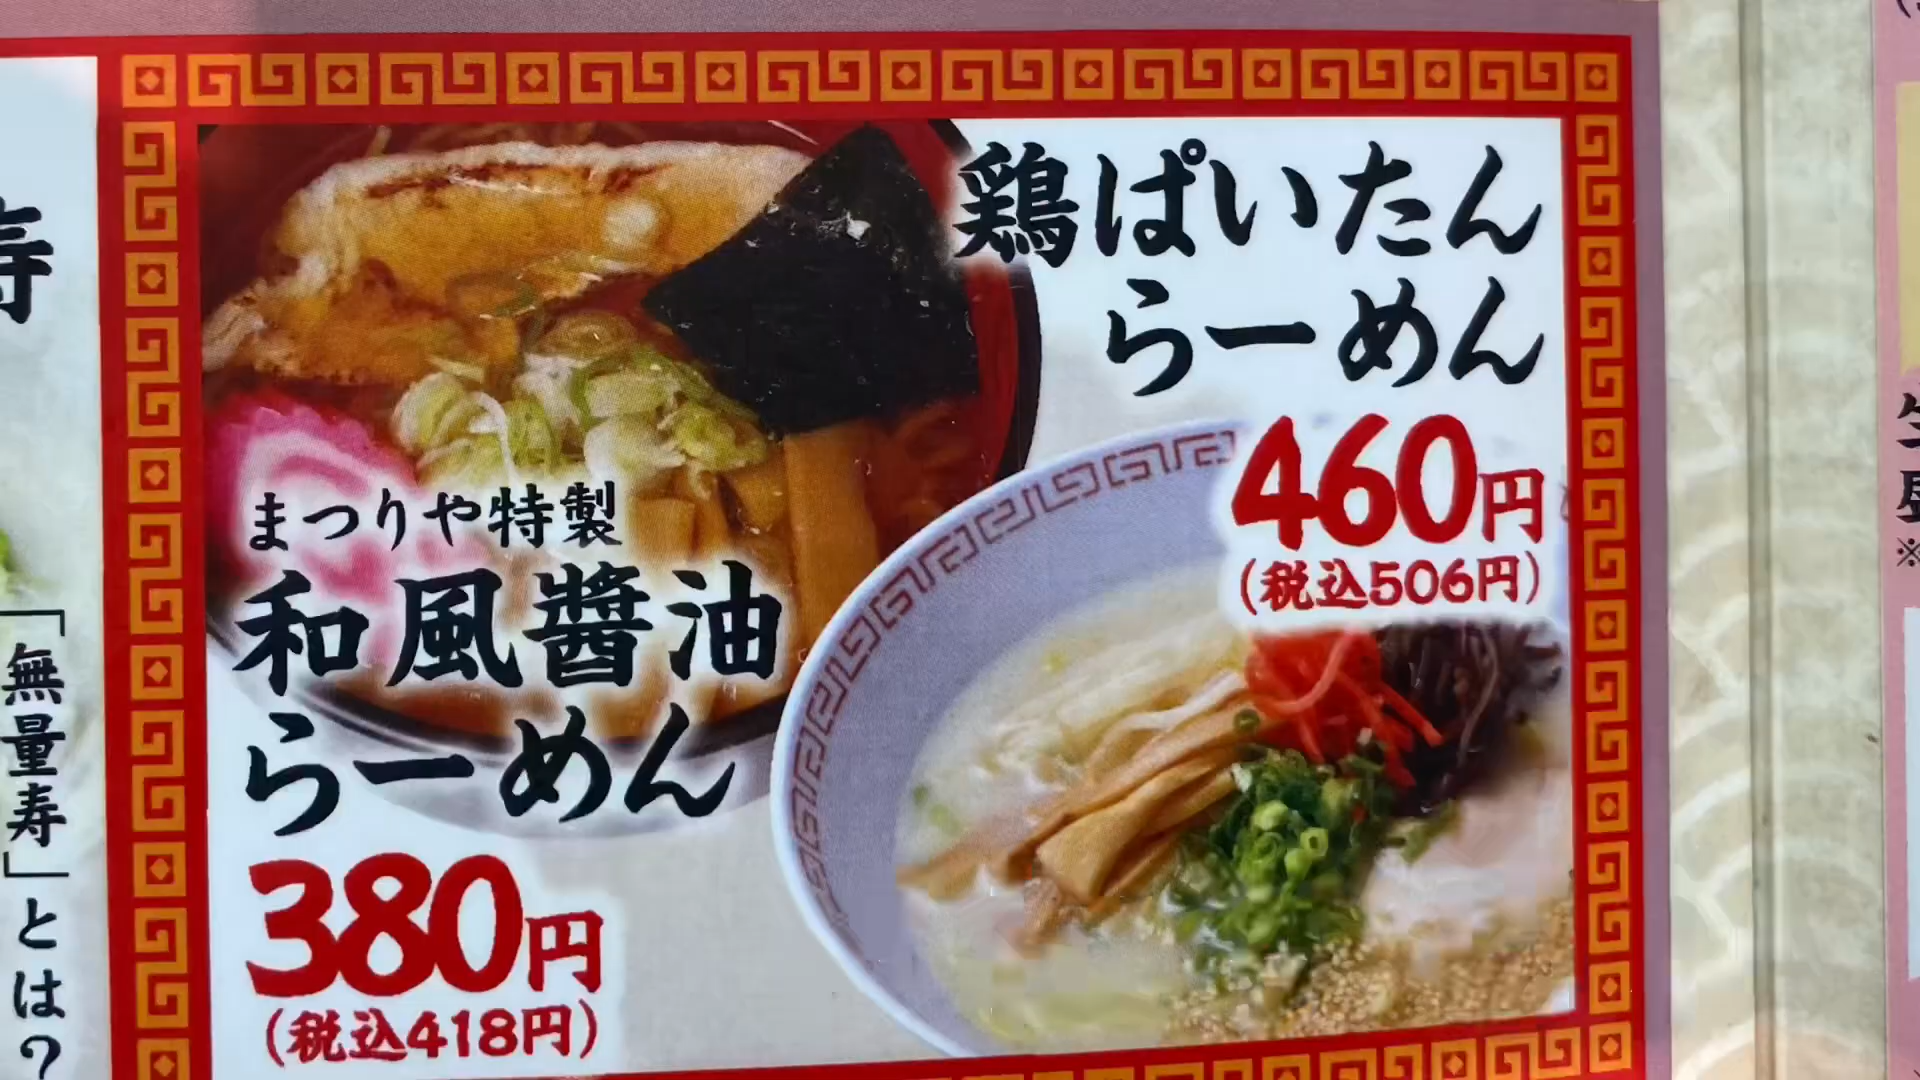 寿
「無量寿」とは?
鶏ぱいたん
らーめん
460円
(税込506円)
まつりや特製
和風醬油
らーめん
380円
(税込418円)